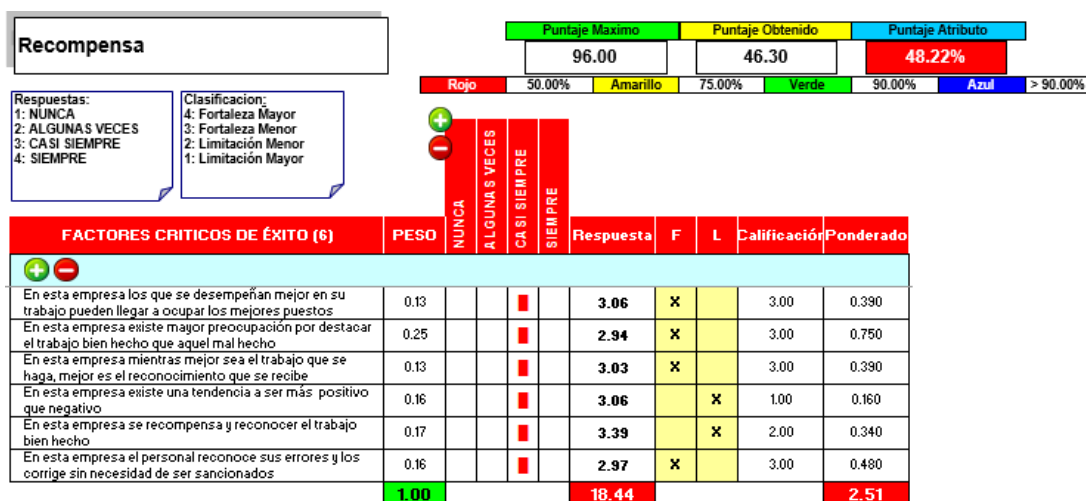 Recompensa
Puntaje Maximo Puntaje Obtenido Puntaje Atributo
96.00 46.30 48.22%
Rojo 50.00% Amarillo 75.00% Verde 90.00% Azul > 90.00%
Respuestas:
1: NUNCA
2: ALGUNAS VECES
3: CASI SIEMPRE
4: SIEMPRE
Clasificacion:
4: Fortaleza Mayor
3: Fortaleza Menor
2: Limitación Menor
1: Limitación Mayor
FACTORES CRITICOS DE ÉXITO (6) PESO NUNCA ALGUNAS VECES CASI SIEMPRE SIEMPRE Respuesta F L Calificación Ponderado
En esta empresa los que se desempeñan mejor en su
trabajo pueden llegar a ocupar los mejores puestos
0.13 3.06 X 3.00 0.390
En esta empresa existe mayor preocupación por destacar
el trabajo bien hecho que aquel mal hecho
0.25 2.94 X 3.00 0.750
En esta empresa mientras mejor sea el trabajo que se
haga, mejor es el reconocimiento que se recibe
0.13 3.03 X 3.00 0.390
En esta empresa existe una tendencia a ser más positivo
que negativo
0.16 3.06 X 1.00 0.160
En esta empresa se recompensa y reconocer el trabajo
bien hecho
0.17 3.39 X 2.00 0.340
En esta empresa el personal reconoce sus errores y los
corrige sin necesidad de ser sancionados
0.16 2.97 X 3.00 0.480
1.00 18.44 2.51